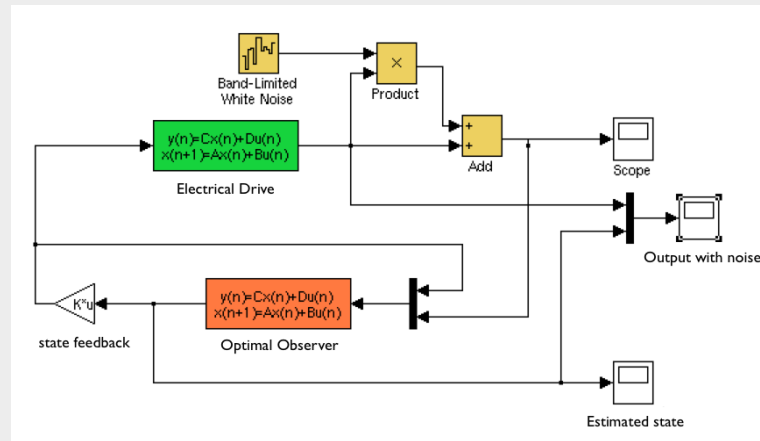 Band-Limited
White Noise
×
Product
y(n)=Cx(n)+Du(n)
x(n+1)=Ax(n)+Bu(n)
Electrical Drive
+
+
Add
Scope
Output with noise
K*u
state feedback
y(n)=Cx(n)+Du(n)
x(n+1)=Ax(n)+Bu(n)
Optimal Observer
Estimated state